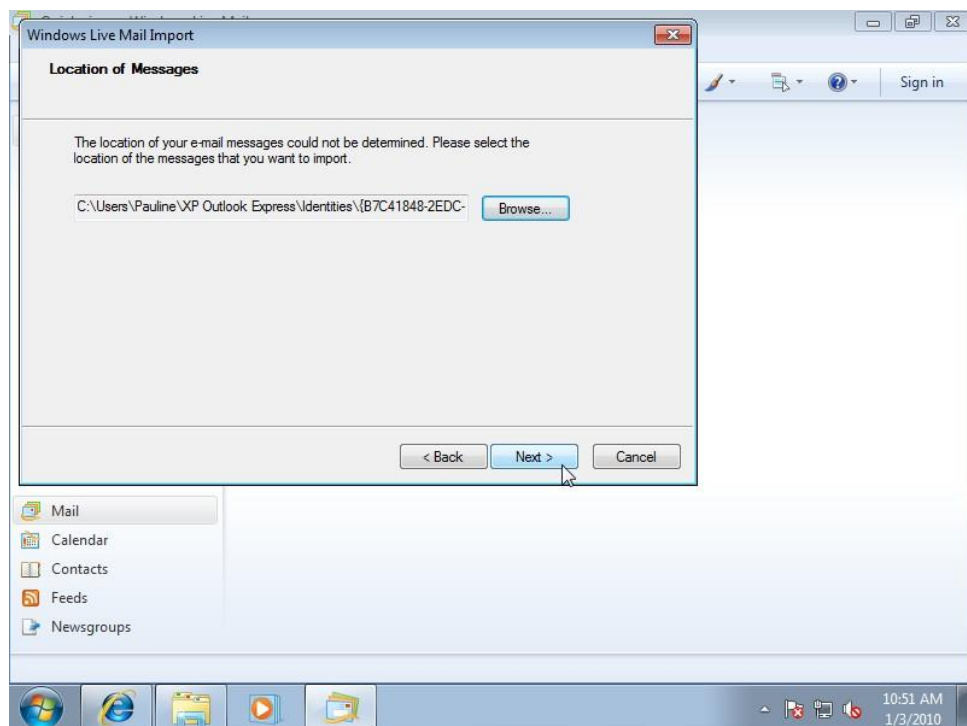 Windows Live Mail Import
Location of Messages
Sign in
The location of your e-mail messages could not be determined. Please select the
location of the messages that you want to import.
C:\Users\Pauline\XP Outlook Express\Identities\{B7C41848-2EDC-
Browse...
< Back
Next >
Cancel
Mail
Calendar
Contacts
Feeds
Newsgroups
10:51 AM
1/3/2010